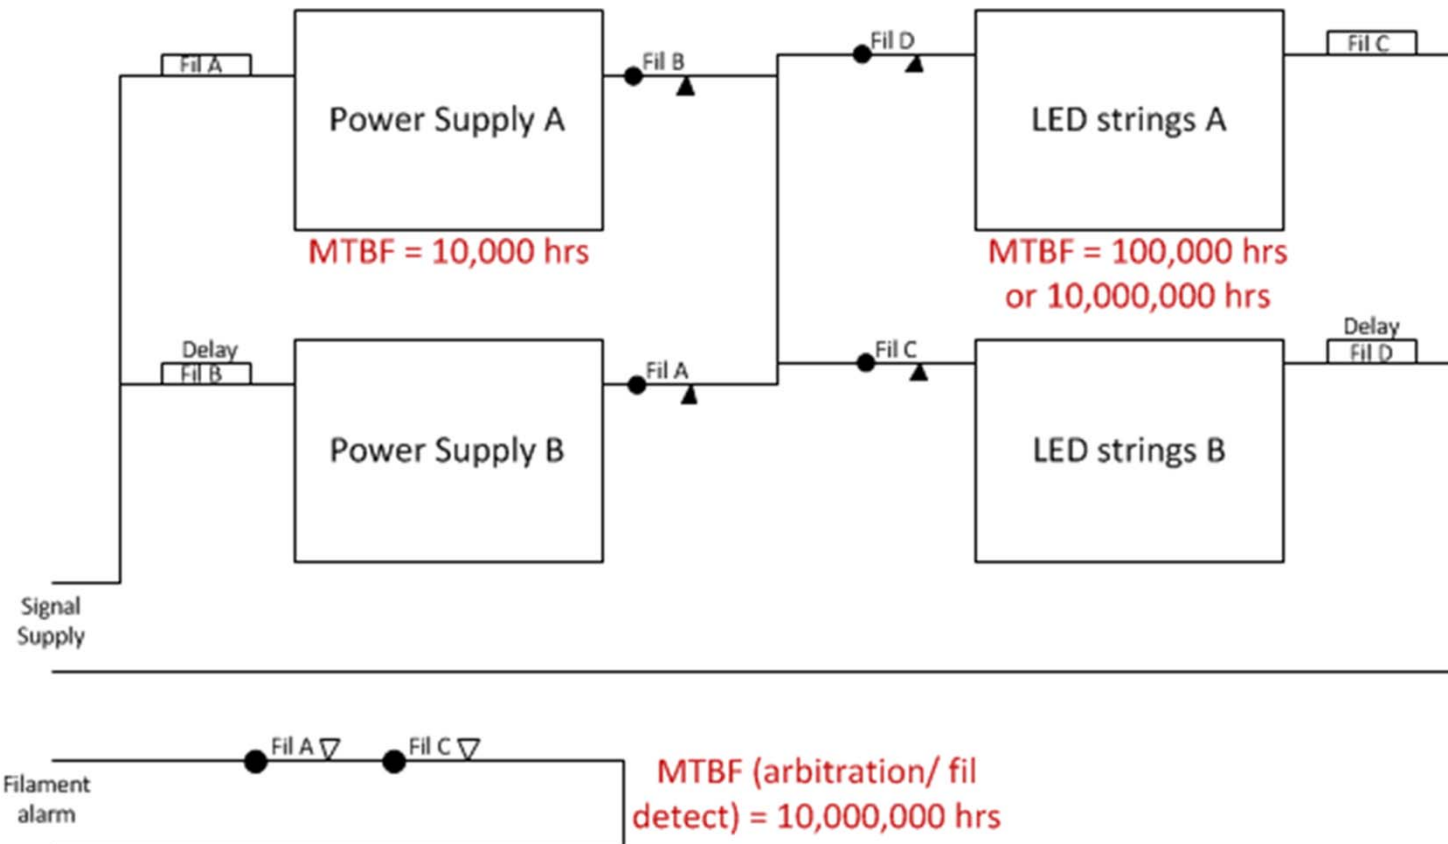 Fil A
Power Supply A
MTBF = 10,000 hrs
Fil B
Fil D
LED strings A
MTBF = 100,000 hrs
or 10,000,000 hrs
Fil C
Delay
Fil B
Power Supply B
Fil A
Fil C
LED strings B
Delay
Fil D
Signal
Supply
Filament
alarm
Fil A
Fil C
MTBF (arbitration/ fil
detect) = 10,000,000 hrs